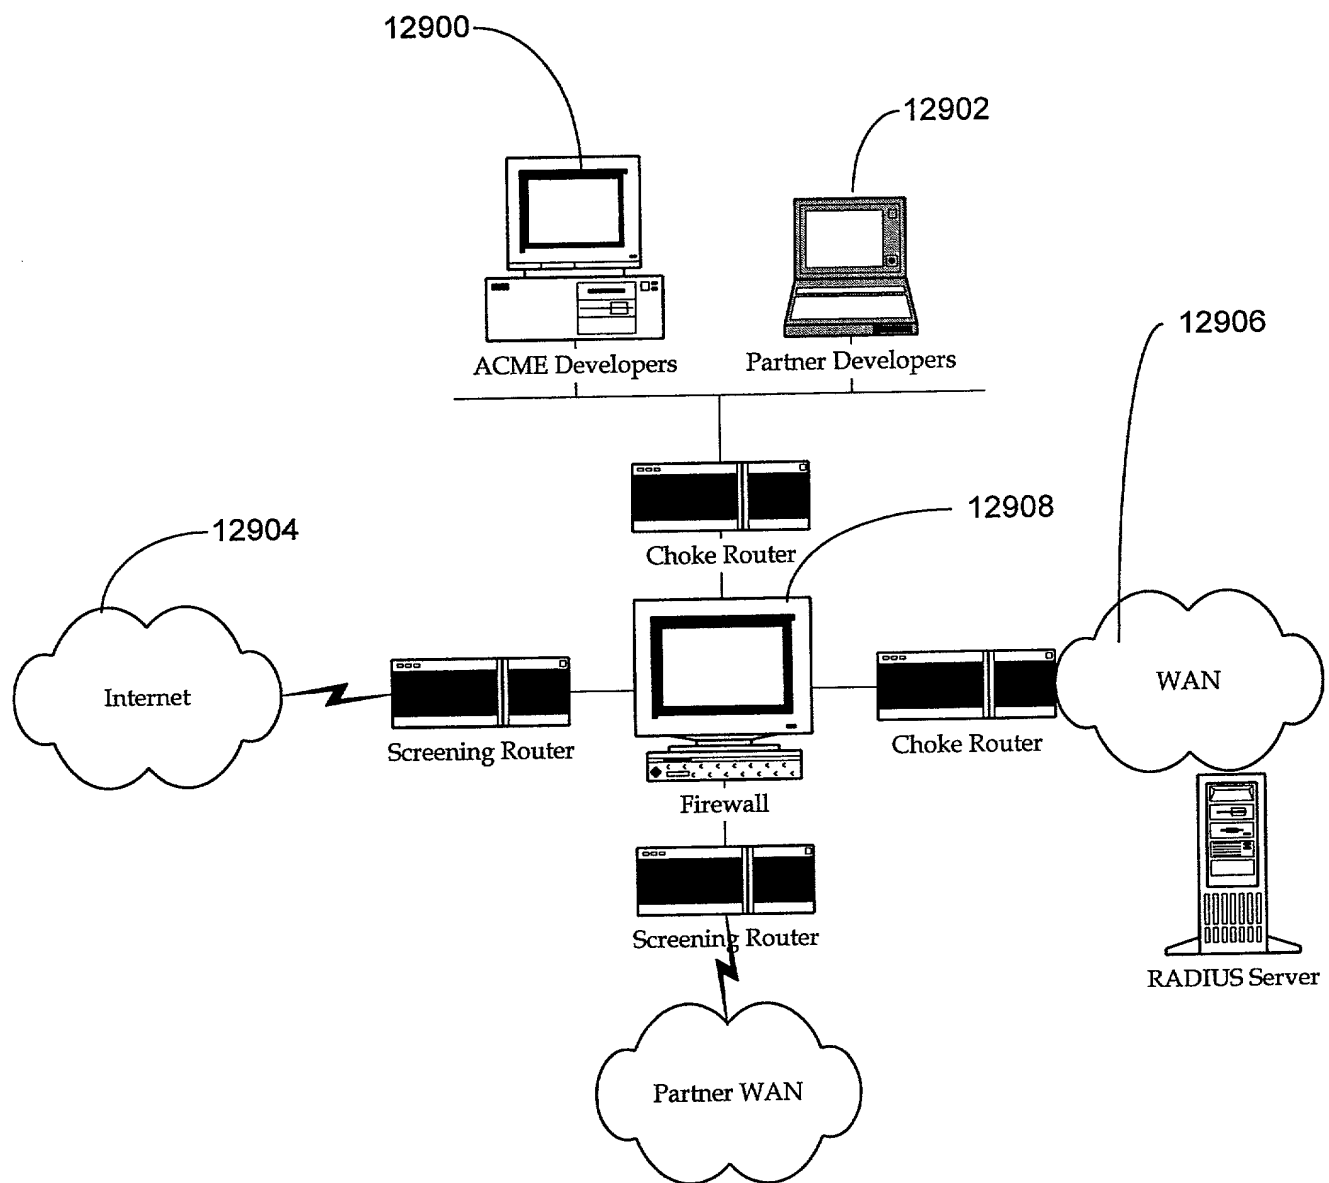 12900
12902
ACME Developers
Partner Developers
12906
12908
12904
Choke Router
Internet
WAN
Screening Router
Choke Router
Firewall
Screening Router
RADIUS Server
Partner WAN